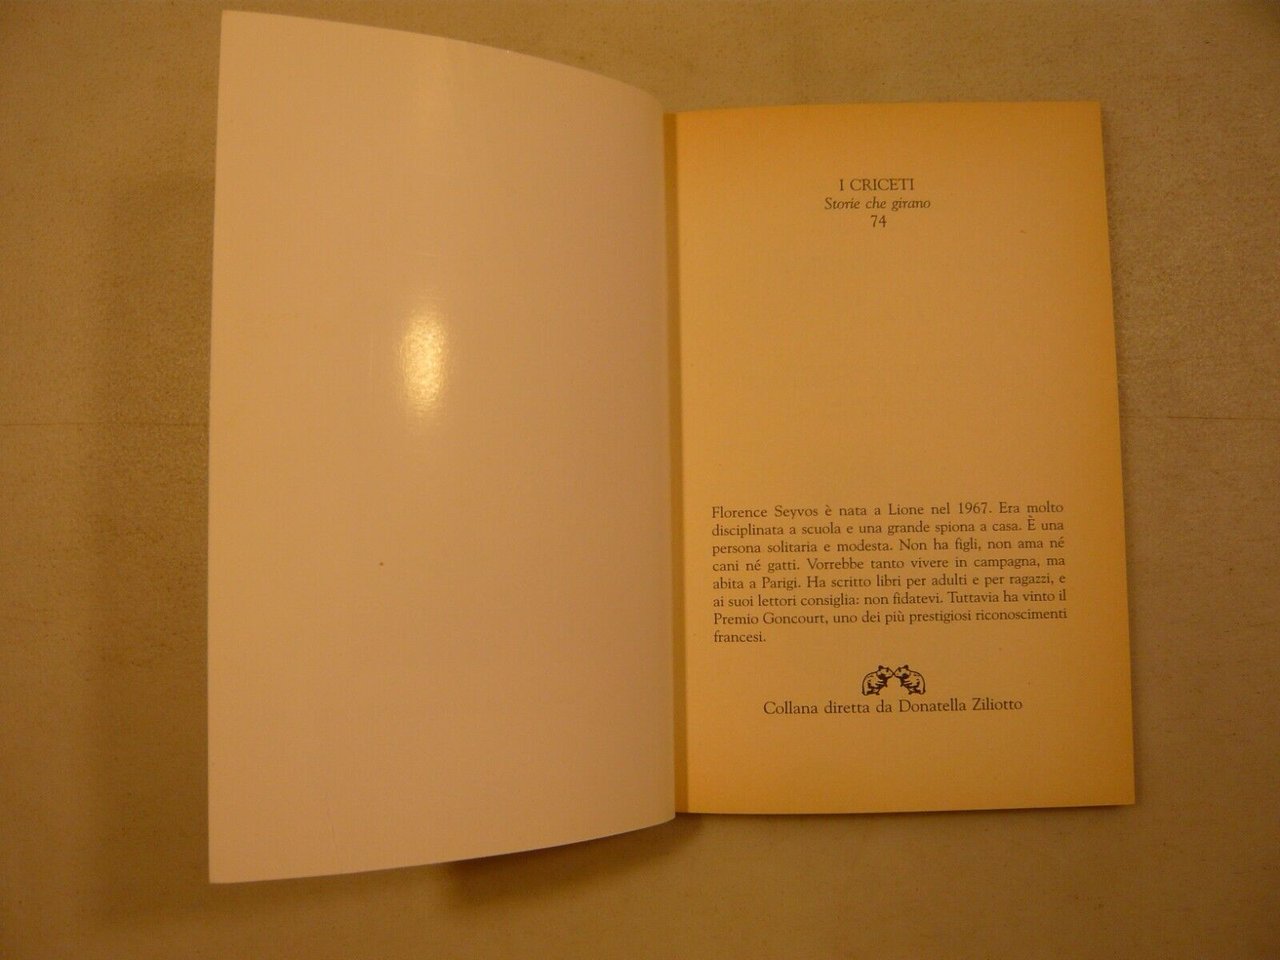 I CRICETI
Storie che girano
74
Florence Seyvos è nata a Lione nel 1967. Era molto
disciplinata a scuola e una grande spiona a casa. È una
persona solitaria e modesta. Non ha figli, non ama né
cani né gatti. Vorrebbe tanto vivere in campagna, ma
abita a Parigi. Ha scritto libri per adulti e per ragazzi, e
ai suoi lettori consiglia: non fidatevi. Tuttavia ha vinto il
Premio Goncourt, uno dei più prestigiosi riconoscimenti
francesi.
Collana diretta da Donatella Ziliotto